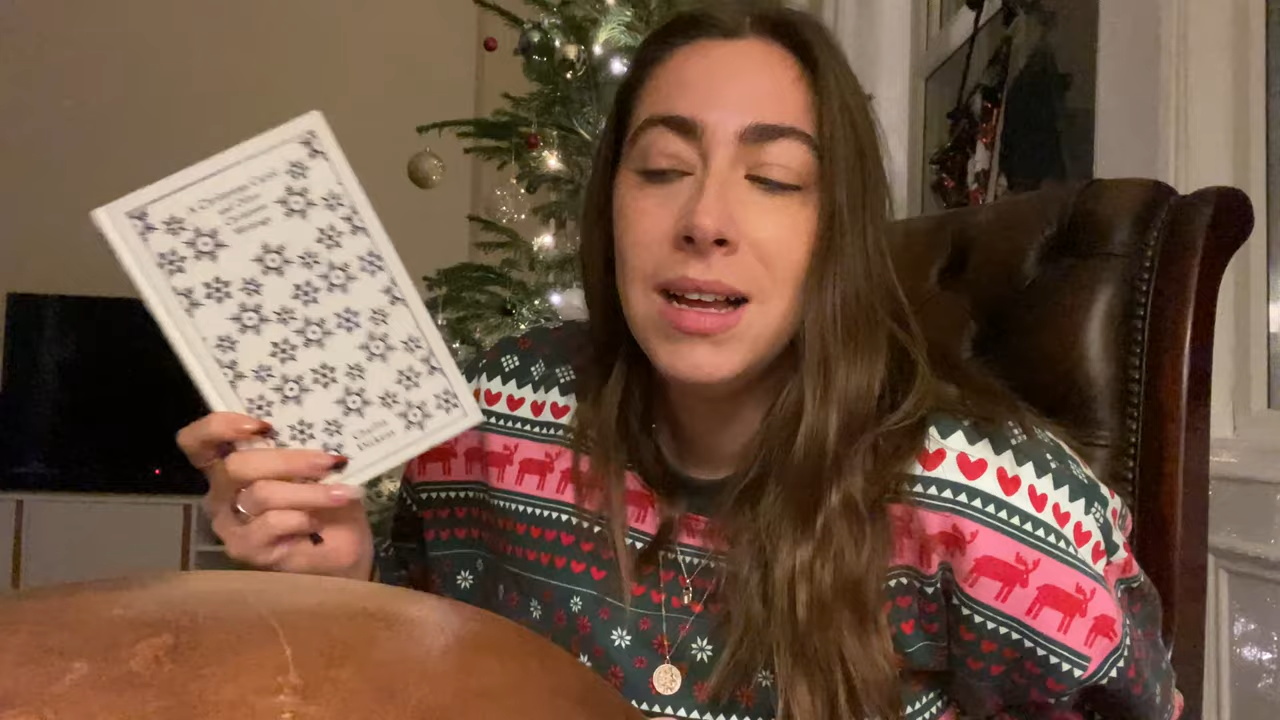 A Christmas Carol
and Other
Christmas
Writings
Charles
Dickens